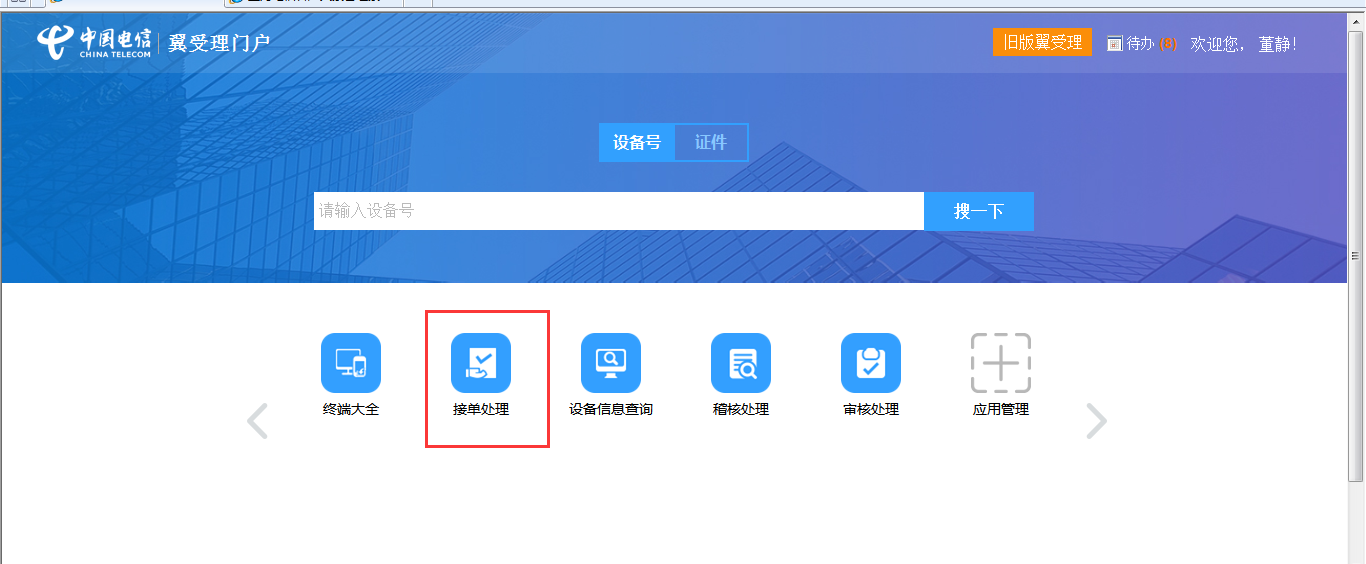 中国电信
CHINA TELECOM
翼受理门户
旧版翼受理
待办 (8)
欢迎您， 董静！
设备号
证件
请输入设备号
搜一下
终端大全
接单处理
设备信息查询
稽核处理
审核处理
应用管理